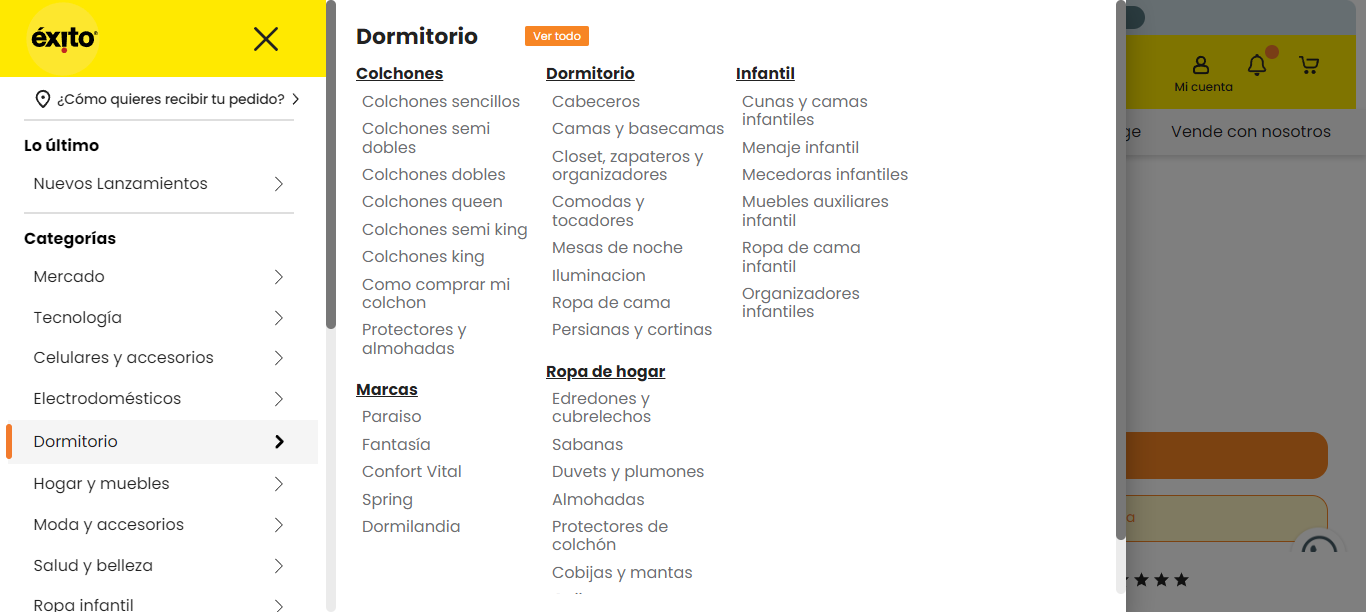 éxito
¿Cómo quieres recibir tu pedido?
Lo último
Nuevos Lanzamientos
Categorías
Mercado
Tecnología
Celulares y accesorios
Electrodomésticos
Dormitorio
Hogar y muebles
Moda y accesorios
Salud y belleza
Ropa infantil
Dormitorio
Ver todo
Colchones
Colchones sencillos
Colchones semi
dobles
Colchones dobles
Colchones queen
Colchones semi king
Colchones king
Como comprar mi
colchon
Protectores y
almohadas
Marcas
Paraiso
Fantasía
Confort Vital
Spring
Dormilandia
Dormitorio
Cabeceros
Camas y basecamas
Closet, zapateros y
organizadores
Comodas y
tocadores
Mesas de noche
Iluminacion
Ropa de cama
Persianas y cortinas
Ropa de hogar
Edredones y
cubrelechos
Sabanas
Duvets y plumones
Almohadas
Protectores de
colchón
Cobijas y mantas
Infantil
Cunas y camas
infantiles
Menaje infantil
Mecedoras infantiles
Muebles auxiliares
infantil
Ropa de cama
infantil
Organizadores
infantiles
Mi cuenta
ge
Vende con nosotros
a